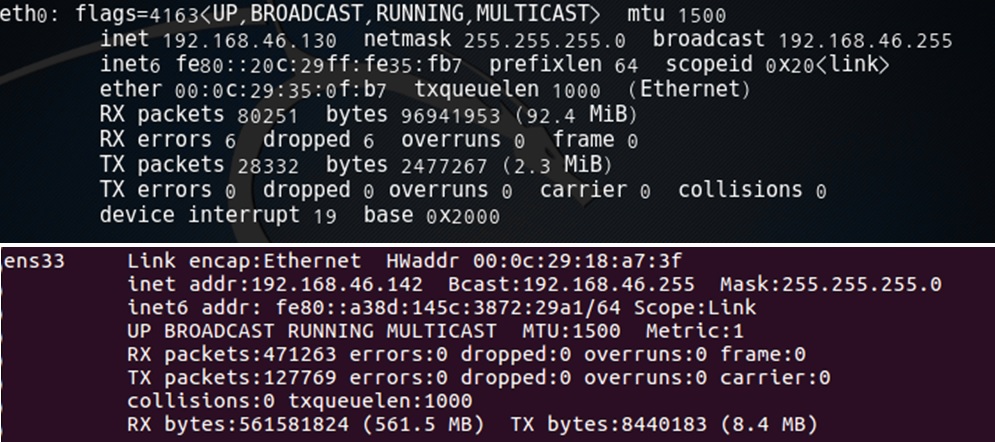 eth0: flags=4163<UP,BROADCAST,RUNNING,MULTICAST>  mtu 1500
inet 192.168.46.130  netmask 255.255.255.0  broadcast 192.168.46.255
inet6 fe80::20c:29ff:fe35:fb7  prefixlen 64  scopeid 0x20<link>
ether 00:0c:29:35:0f:b7  txqueuelen 1000  (Ethernet)
RX packets 80251  bytes 96941953 (92.4 MiB)
RX errors 6  dropped 6  overruns 0  frame 0
TX packets 28332  bytes 2477267 (2.3 MiB)
TX errors 0  dropped 0 overruns 0  carrier 0  collisions 0
device interrupt 19  base 0x2000
ens33     Link encap:Ethernet  HWaddr 00:0c:29:18:a7:3f
inet addr:192.168.46.142  Bcast:192.168.46.255  Mask:255.255.255.0
inet6 addr: fe80::a38d:145c:3872:29a1/64 Scope:Link
UP BROADCAST RUNNING MULTICAST  MTU:1500  Metric:1
RX packets:471263 errors:0 dropped:0 overruns:0 frame:0
TX packets:127769 errors:0 dropped:0 overruns:0 carrier:0
collisions:0 txqueuelen:1000
RX bytes:561581824 (561.5 MB)  TX bytes:8440183 (8.4 MB)